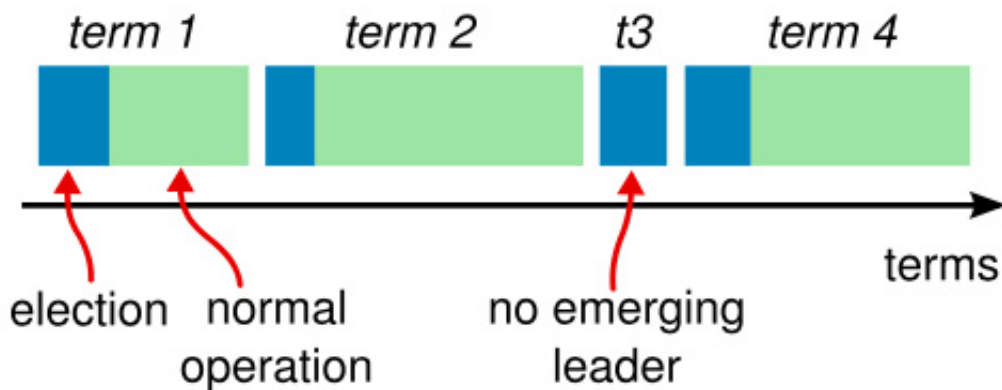 term 1
term 2
t3
term 4
terms
election
normal
operation
no emerging
leader